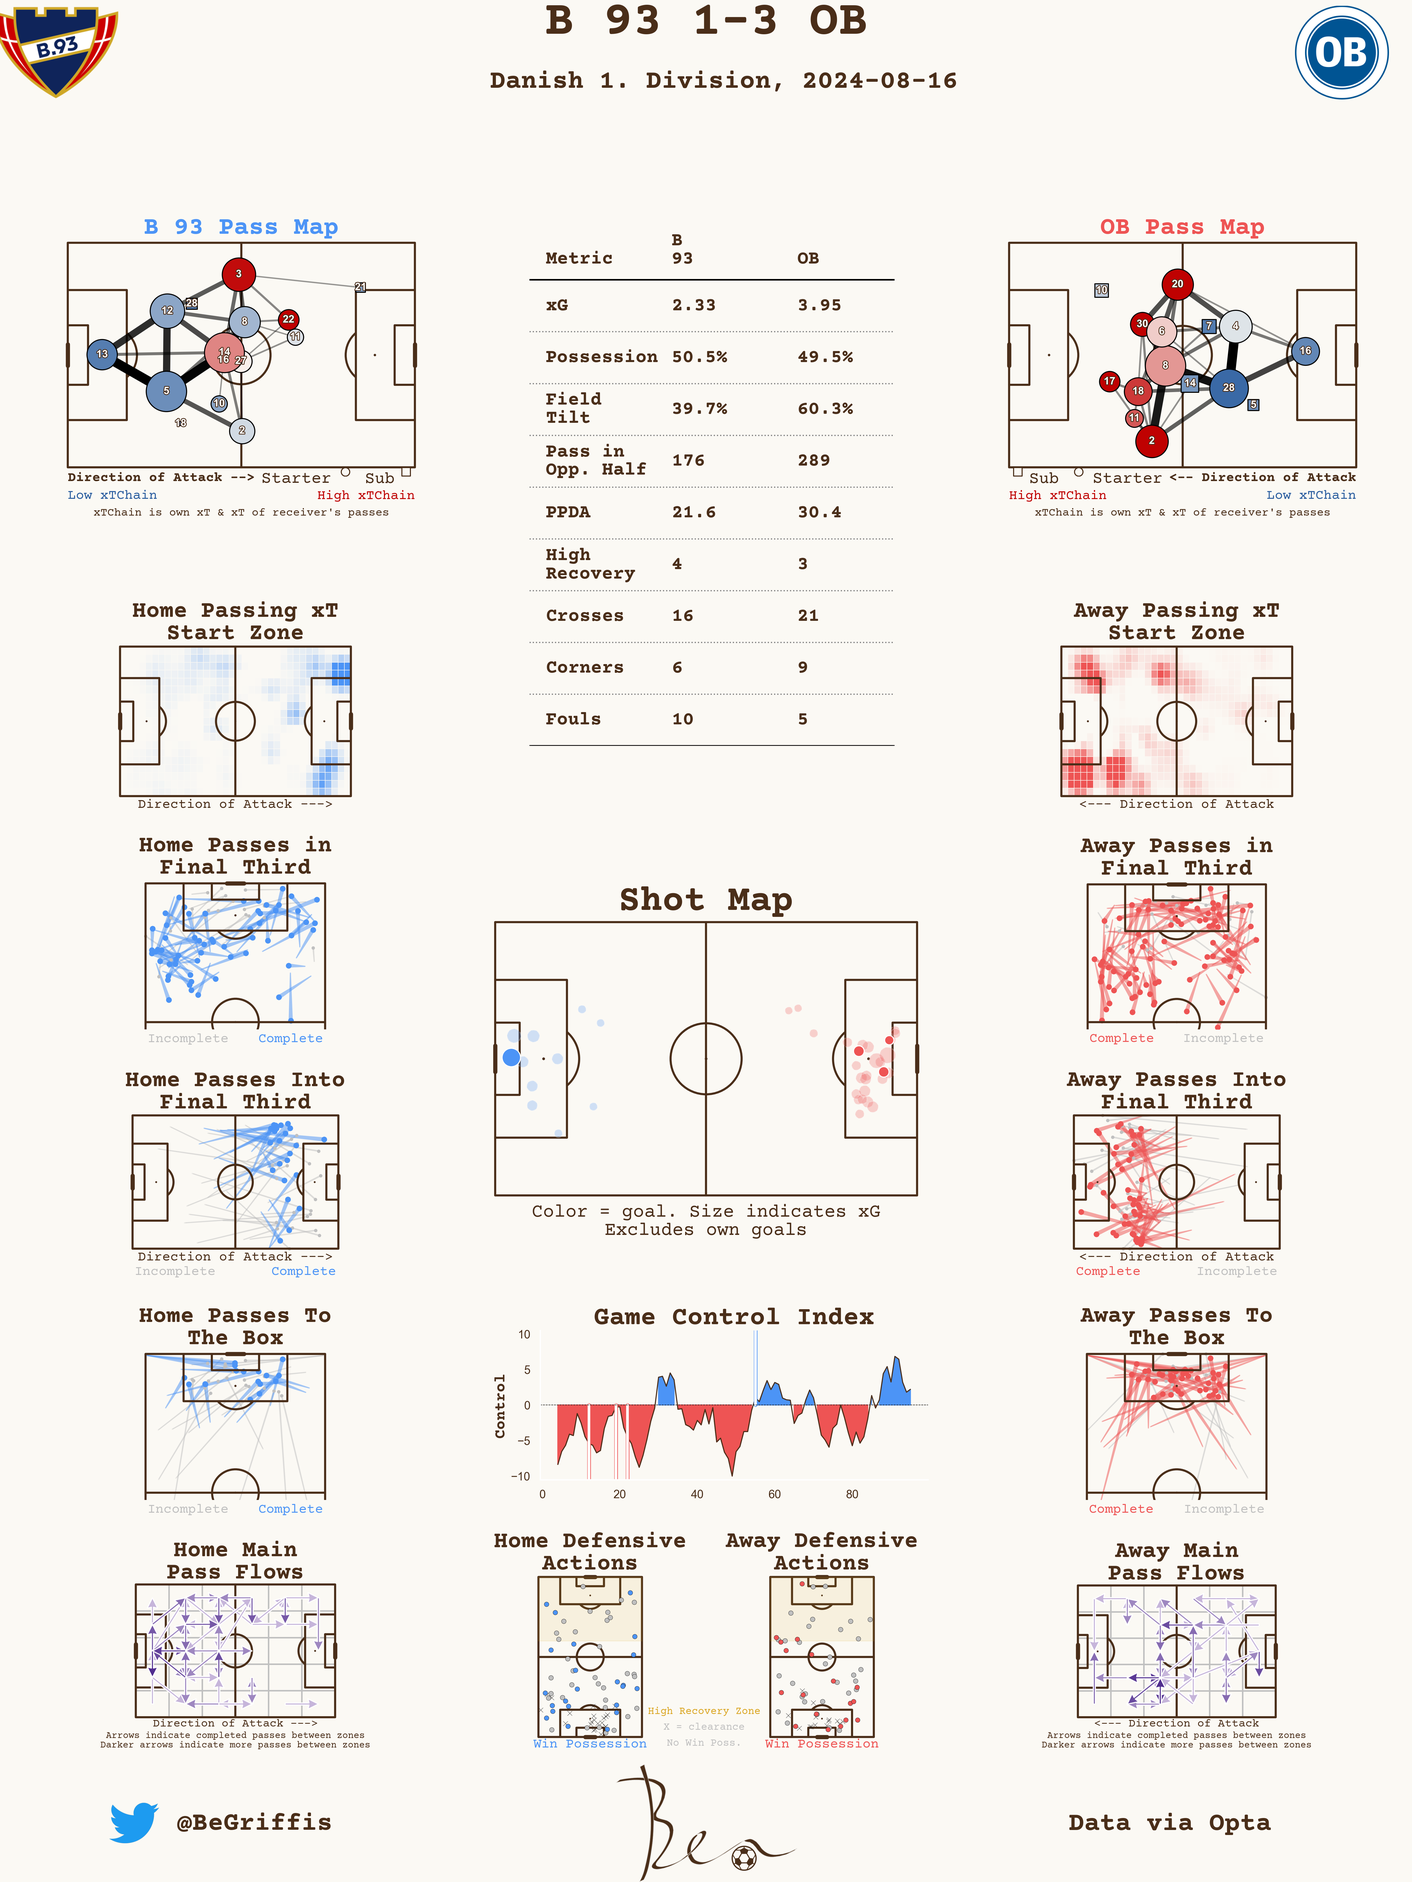 B 93 1-3 OB
Danish 1. Division, 2024-08-16
B.93
OB
B 93 Pass Map
3
21
28
12
8
22
11
13
14
16
27
5
10
18
2
Direction of Attack --> Starter Sub
Low xTChain High xTChain
xTChain is own xT & xT of receiver's passes
Metric B 93 OB
xG 2.33 3.95
Possession 50.5% 49.5%
Field Tilt 39.7% 60.3%
Pass in Opp. Half 176 289
PPDA 21.6 30.4
High Recovery 4 3
Crosses 16 21
Corners 6 9
Fouls 10 5
OB Pass Map
20
10
30
6
7
4
16
8
17
18
14
28
5
11
2
Sub Starter <-- Direction of Attack
High xTChain Low xTChain
xTChain is own xT & xT of receiver's passes
Home Passing xT
Start Zone
Direction of Attack --->
Away Passing xT
Start Zone
<--- Direction of Attack
Home Passes in
Final Third
Incomplete Complete
Away Passes in
Final Third
Complete Incomplete
Shot Map
Color = goal. Size indicates xG
Excludes own goals
Home Passes Into
Final Third
Direction of Attack --->
Incomplete Complete
Away Passes Into
Final Third
<--- Direction of Attack
Complete Incomplete
Home Passes To
The Box
Incomplete Complete
Game Control Index
Control
10
5
0
−5
−10
0 20 40 60 80
Away Passes To
The Box
Complete Incomplete
Home Main
Pass Flows
Direction of Attack --->
Arrows indicate completed passes between zones
Darker arrows indicate more passes between zones
Home Defensive
Actions
Win Possession
Away Defensive
Actions
Win Possession
High Recovery Zone
X = clearance
No Win Poss.
Away Main
Pass Flows
<--- Direction of Attack
Arrows indicate completed passes between zones
Darker arrows indicate more passes between zones
@BeGriffis
Ben
Data via Opta